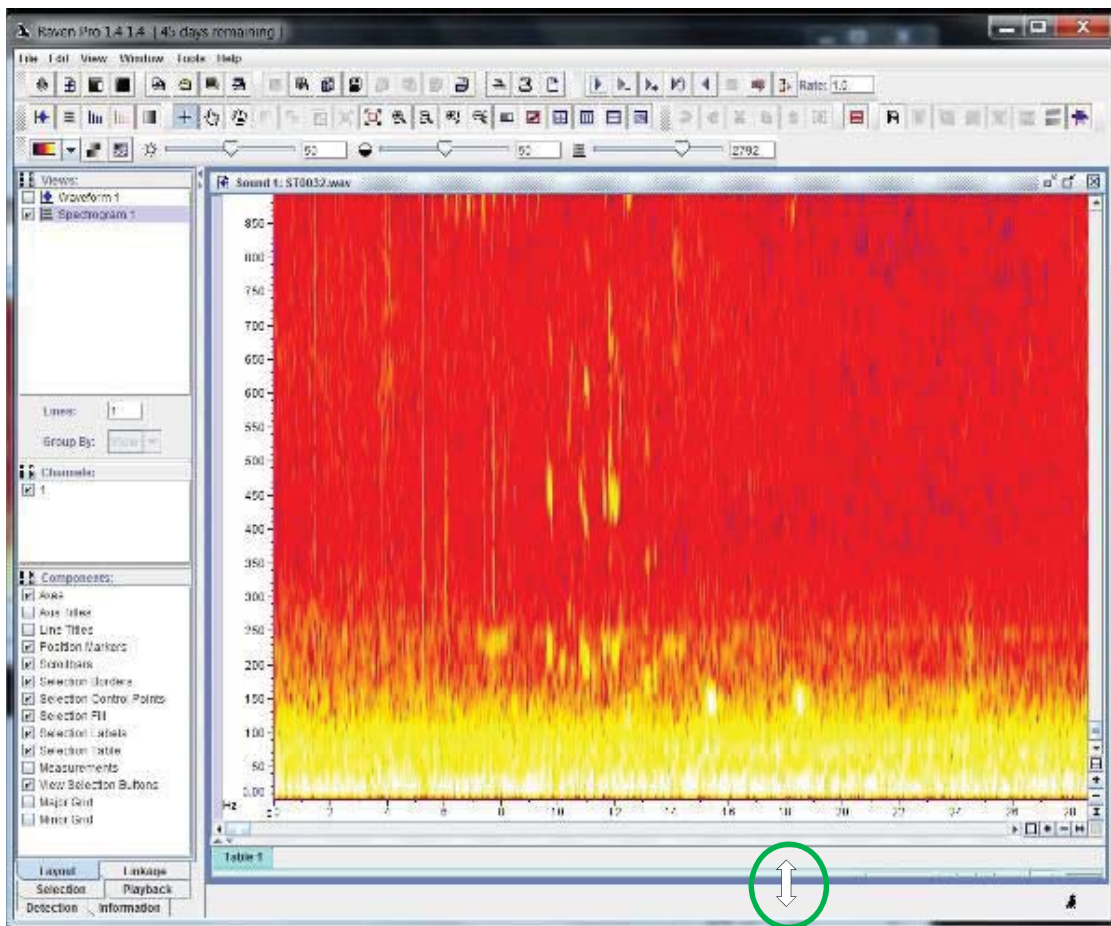 Raven Pro 1.4 1.4 (45 days remaining)
File Edit View Window Tools Help
Rate: 1.0
50 50 2792
Views:
Waveform 1
Spectrogram 1
Lines: 1
Group By: View
Channels:
1
Components:
Axes
Axis Titles
Line Titles
Position Markers
Scrollbars
Selection Borders
Selection Control Points
Selection Fill
Selection Labels
Selection Table
Measurements
View Selection Buttons
Major Grid
Minor Grid
Layout Linkage
Selection Playback
Detection Information
Sound 1: ST0032.wav
850
800
750
700
650
600
550
500
450
400
350
300
250
200
150
100
50
0.00
Hz
2 4 6 8 10 12 14 16 18 20 22 24 26 28
Table 1